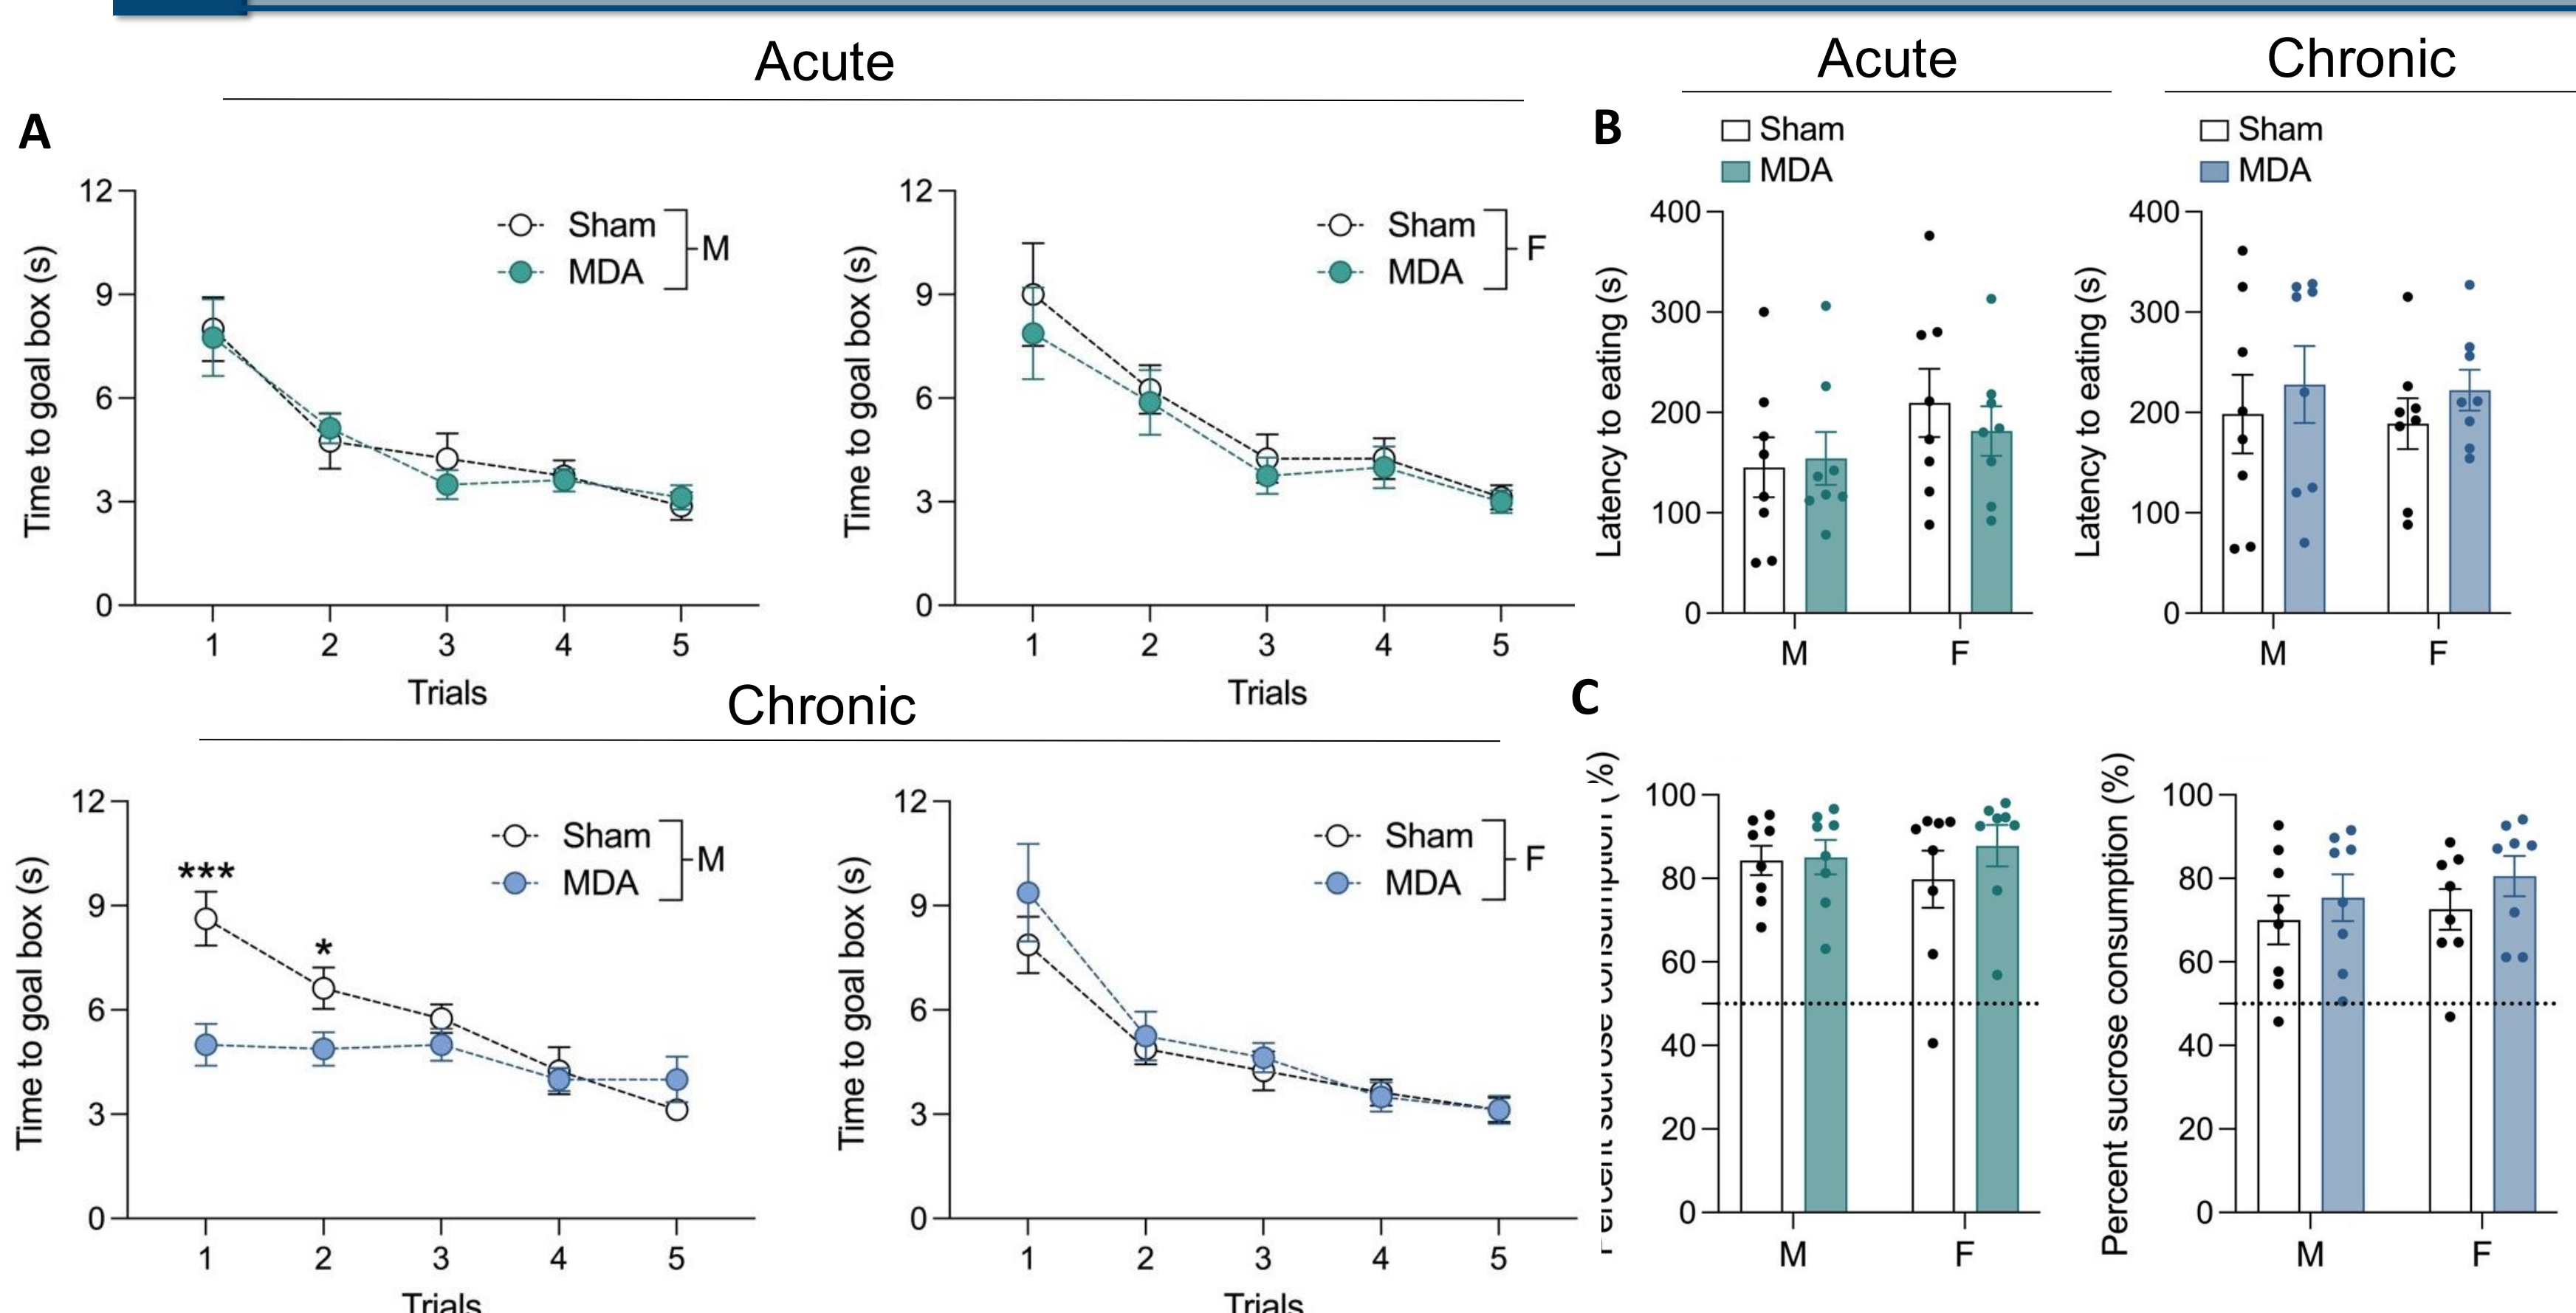 Acute
A
12
9
6
3
0
Time to goal box (s)
Sham
MDA
M
1 2 3 4 5
Trials
12
9
6
3
0
Time to goal box (s)
Sham
MDA
F
1 2 3 4 5
Trials
Chronic
12
9
6
3
0
Time to goal box (s)
***
*
Sham
MDA
M
1 2 3 4 5
Trials
12
9
6
3
0
Time to goal box (s)
Sham
MDA
F
1 2 3 4 5
Trials
Acute
Chronic
B
Sham
MDA
400
300
200
100
0
Latency to eating (s)
M F
Sham
MDA
400
300
200
100
0
Latency to eating (s)
M F
C
100
80
60
40
20
0
(%)
M F
100
80
60
40
20
0
Percent sucrose consumption (%)
M F